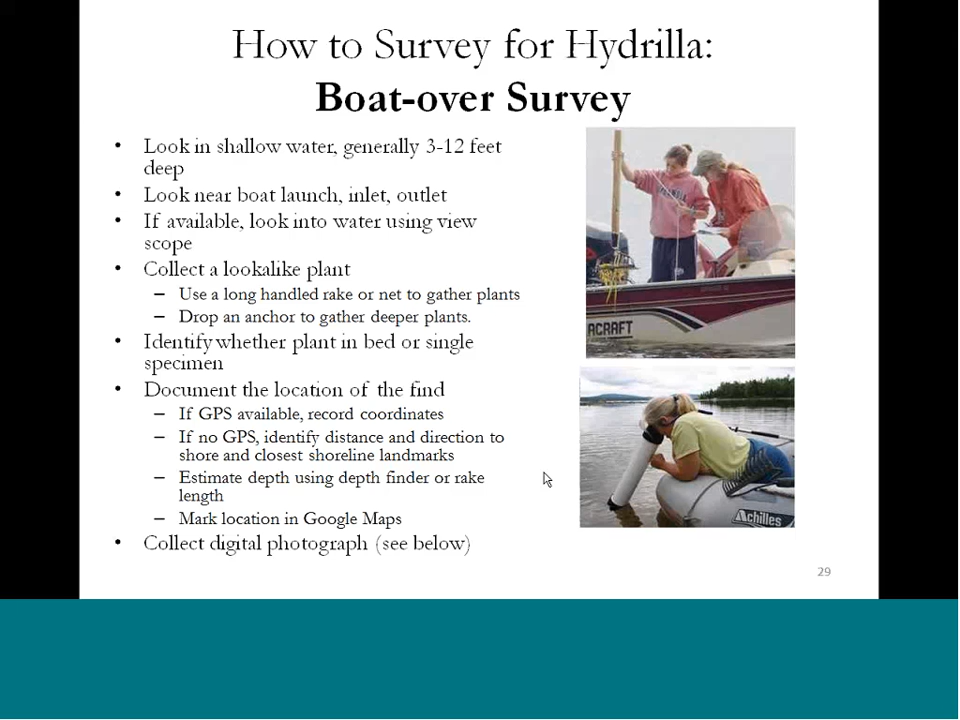 How to Survey for Hydrilla:
Boat-over Survey
• Look in shallow water, generally 3-12 feet
deep
• Look near boat launch, inlet, outlet
• If available, look into water using view
scope
• Collect a lookalike plant
– Use a long handled rake or net to gather plants
– Drop an anchor to gather deeper plants.
• Identify whether plant in bed or single
specimen
• Document the location of the find
– If GPS available, record coordinates
– If no GPS, identify distance and direction to
shore and closest shoreline landmarks
– Estimate depth using depth finder or rake
length
– Mark location in Google Maps
• Collect digital photograph (see below)
ACRAFT
Achilles
29